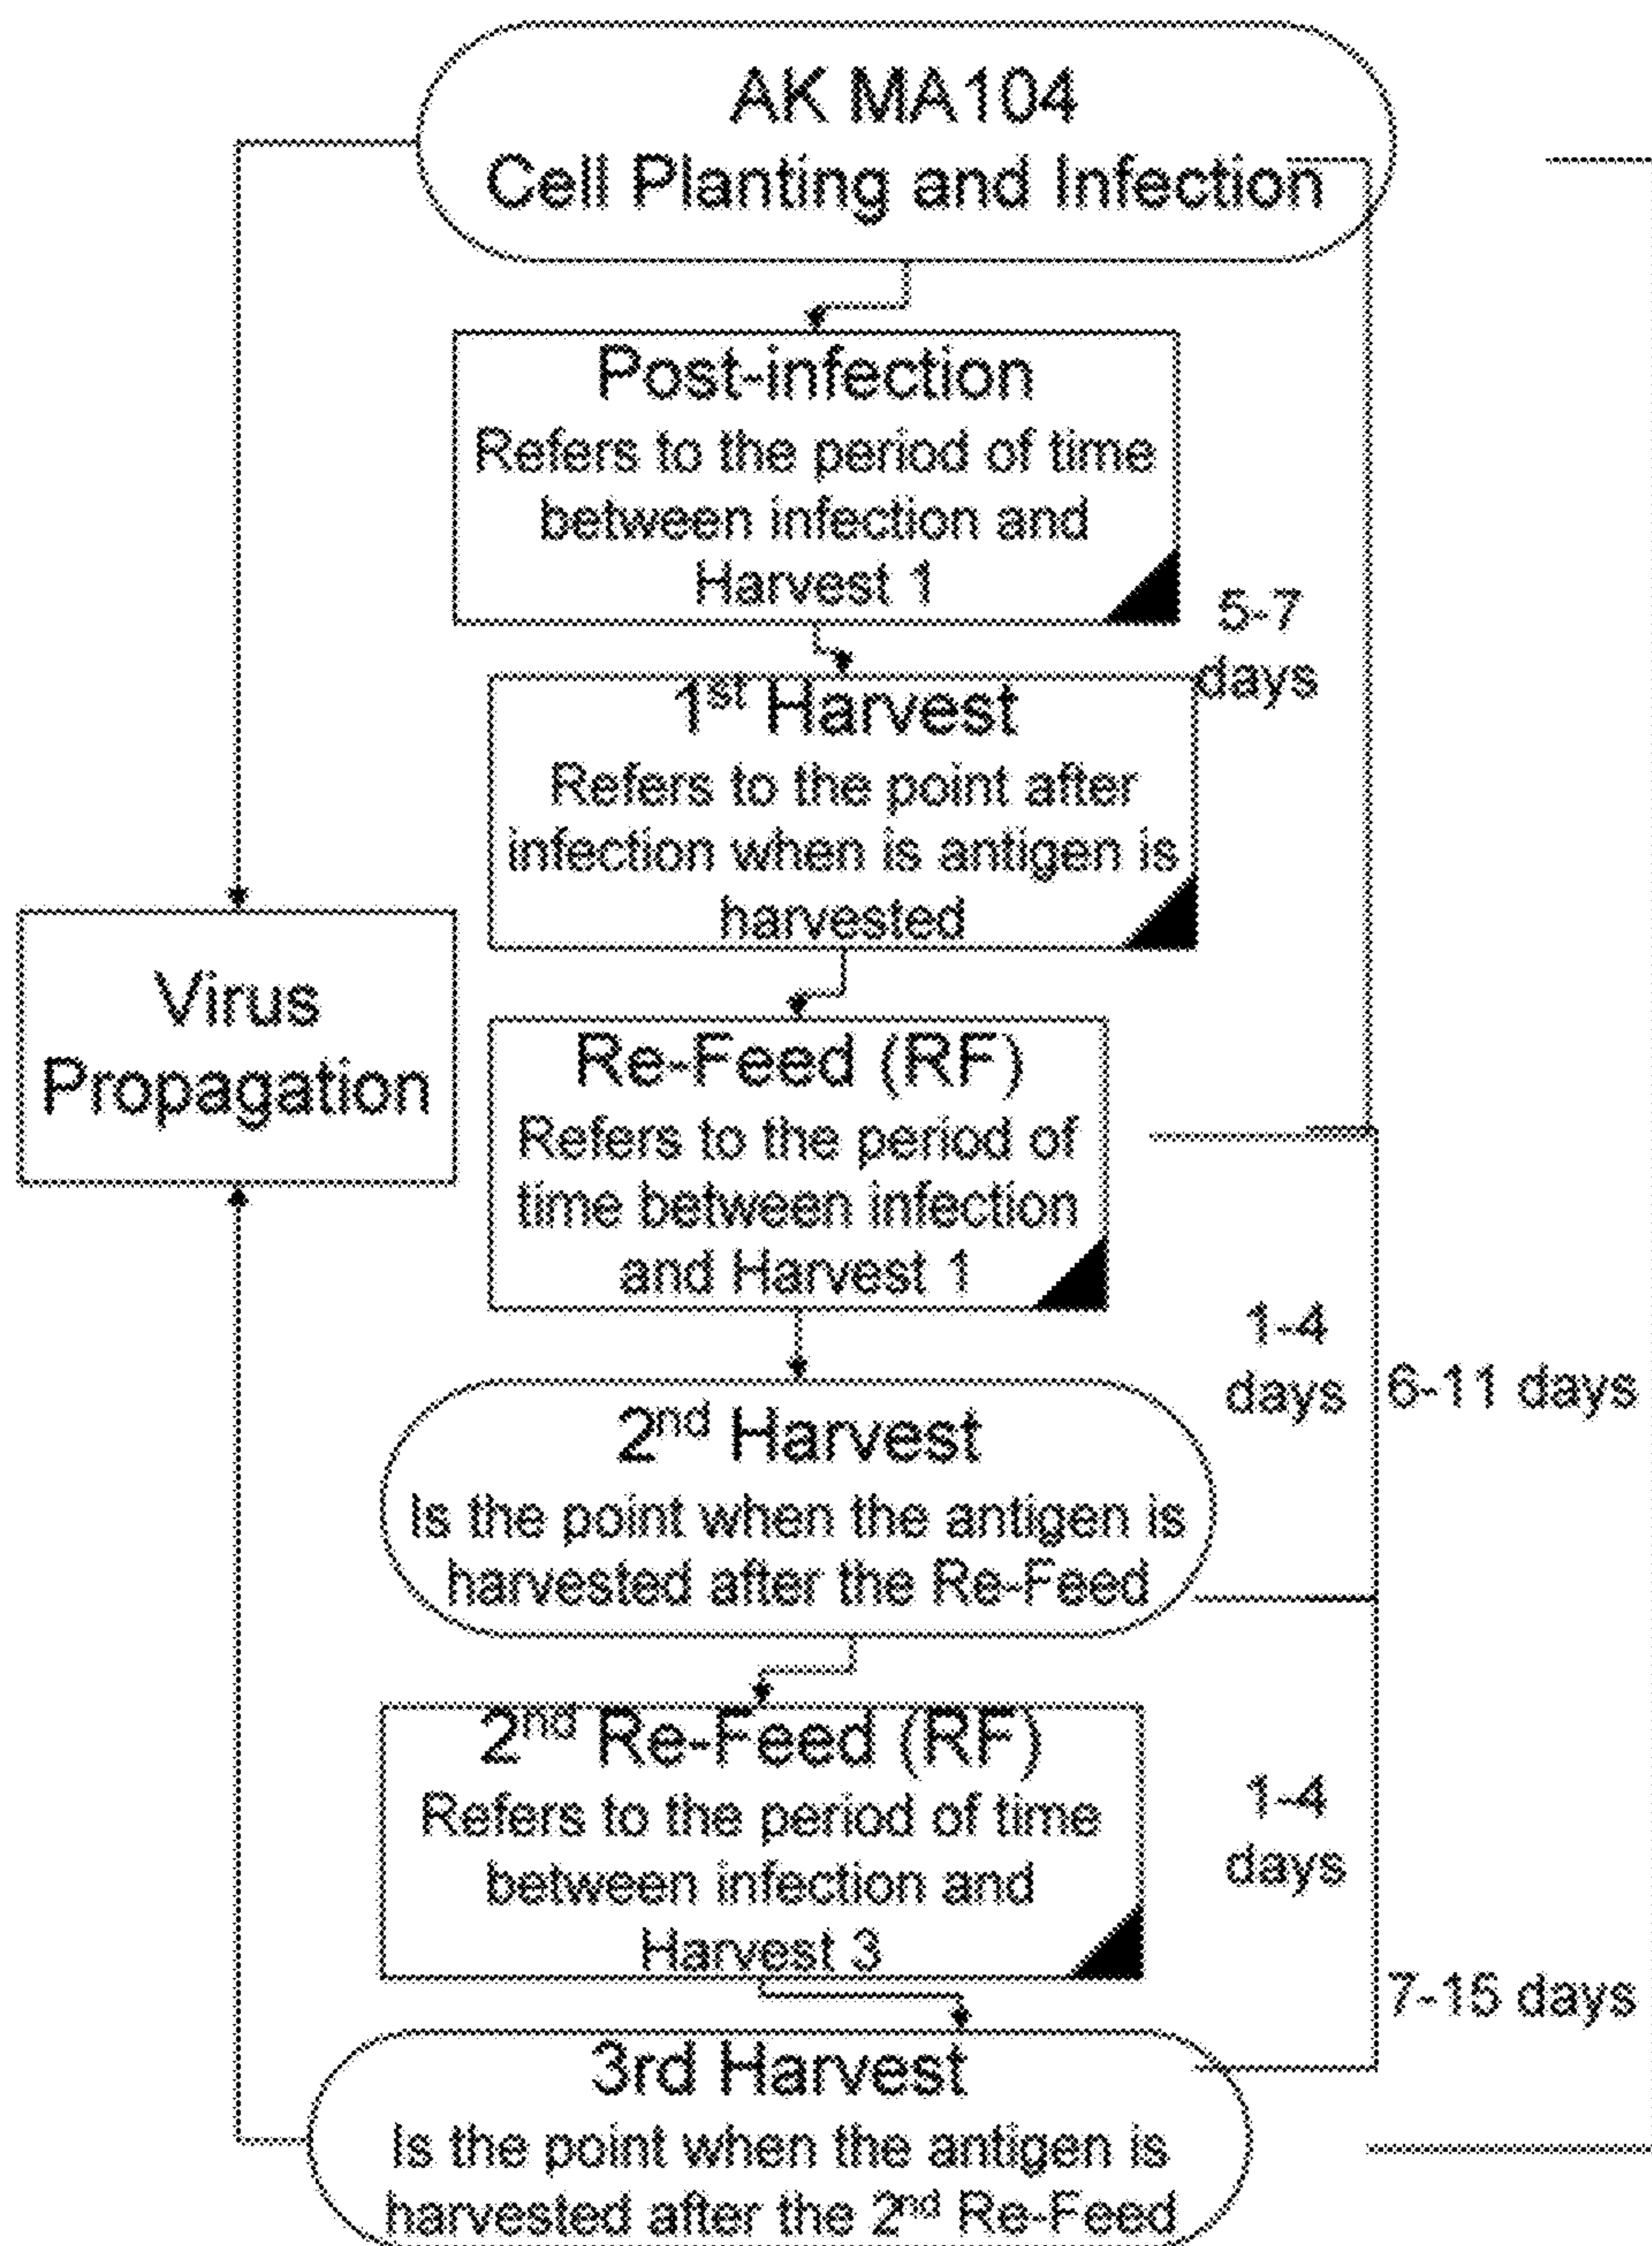 AK MA104
Cell Planting and Infection
Post-infection
Refers to the period of time
between infection and
Harvest 1
5-7
days
1st Harvest
Refers to the point after
infection when is antigen is
harvested
Virus
Propagation
Re-Feed (RF)
Refers to the period of
time between infection
and Harvest 1
1-4
days
6-11 days
2nd Harvest
Is the point when the antigen is
harvested after the Re-Feed
2nd Re-Feed (RF)
Refers to the period of time
between infection and
Harvest 3
1-4
days
7-15 days
3rd Harvest
Is the point when the antigen is
harvested after the 2nd Re-Feed